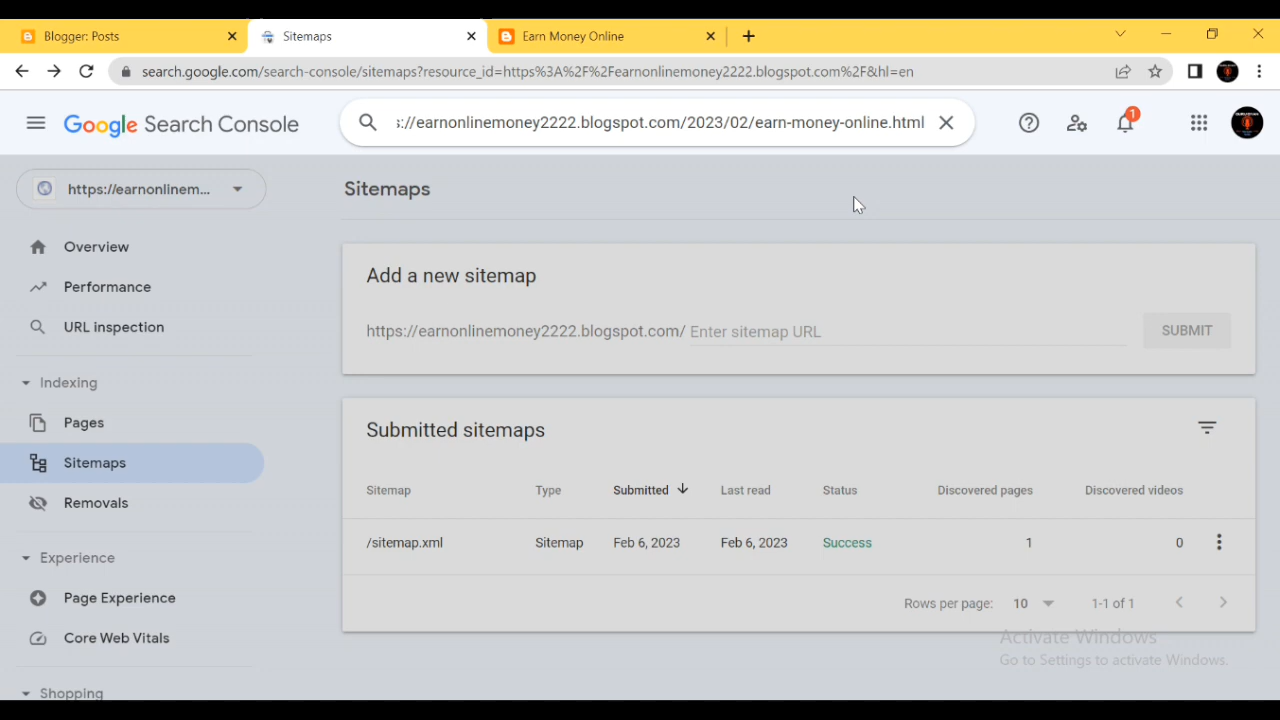 Blogger: Posts
Sitemaps
Earn Money Online
search.google.com/search-console/sitemaps?resource_id=https%3A%2F%2Fearnonlinemoney2222.blogspot.com%2F&hl=en
Google Search Console
s://earnonlinemoney2222.blogspot.com/2023/02/earn-money-online.html
1
https://earnonlinem...
Sitemaps
Overview
Performance
URL inspection
Indexing
Pages
Sitemaps
Removals
Experience
Page Experience
Core Web Vitals
Shopping
Add a new sitemap
https://earnonlinemoney2222.blogspot.com/ Enter sitemap URL
SUBMIT
Submitted sitemaps
Sitemap Type Submitted Last read Status Discovered pages Discovered videos
/sitemap.xml Sitemap Feb 6, 2023 Feb 6, 2023 Success 1 0
Rows per page: 10 1-1 of 1
Activate Windows
Go to Settings to activate Windows.